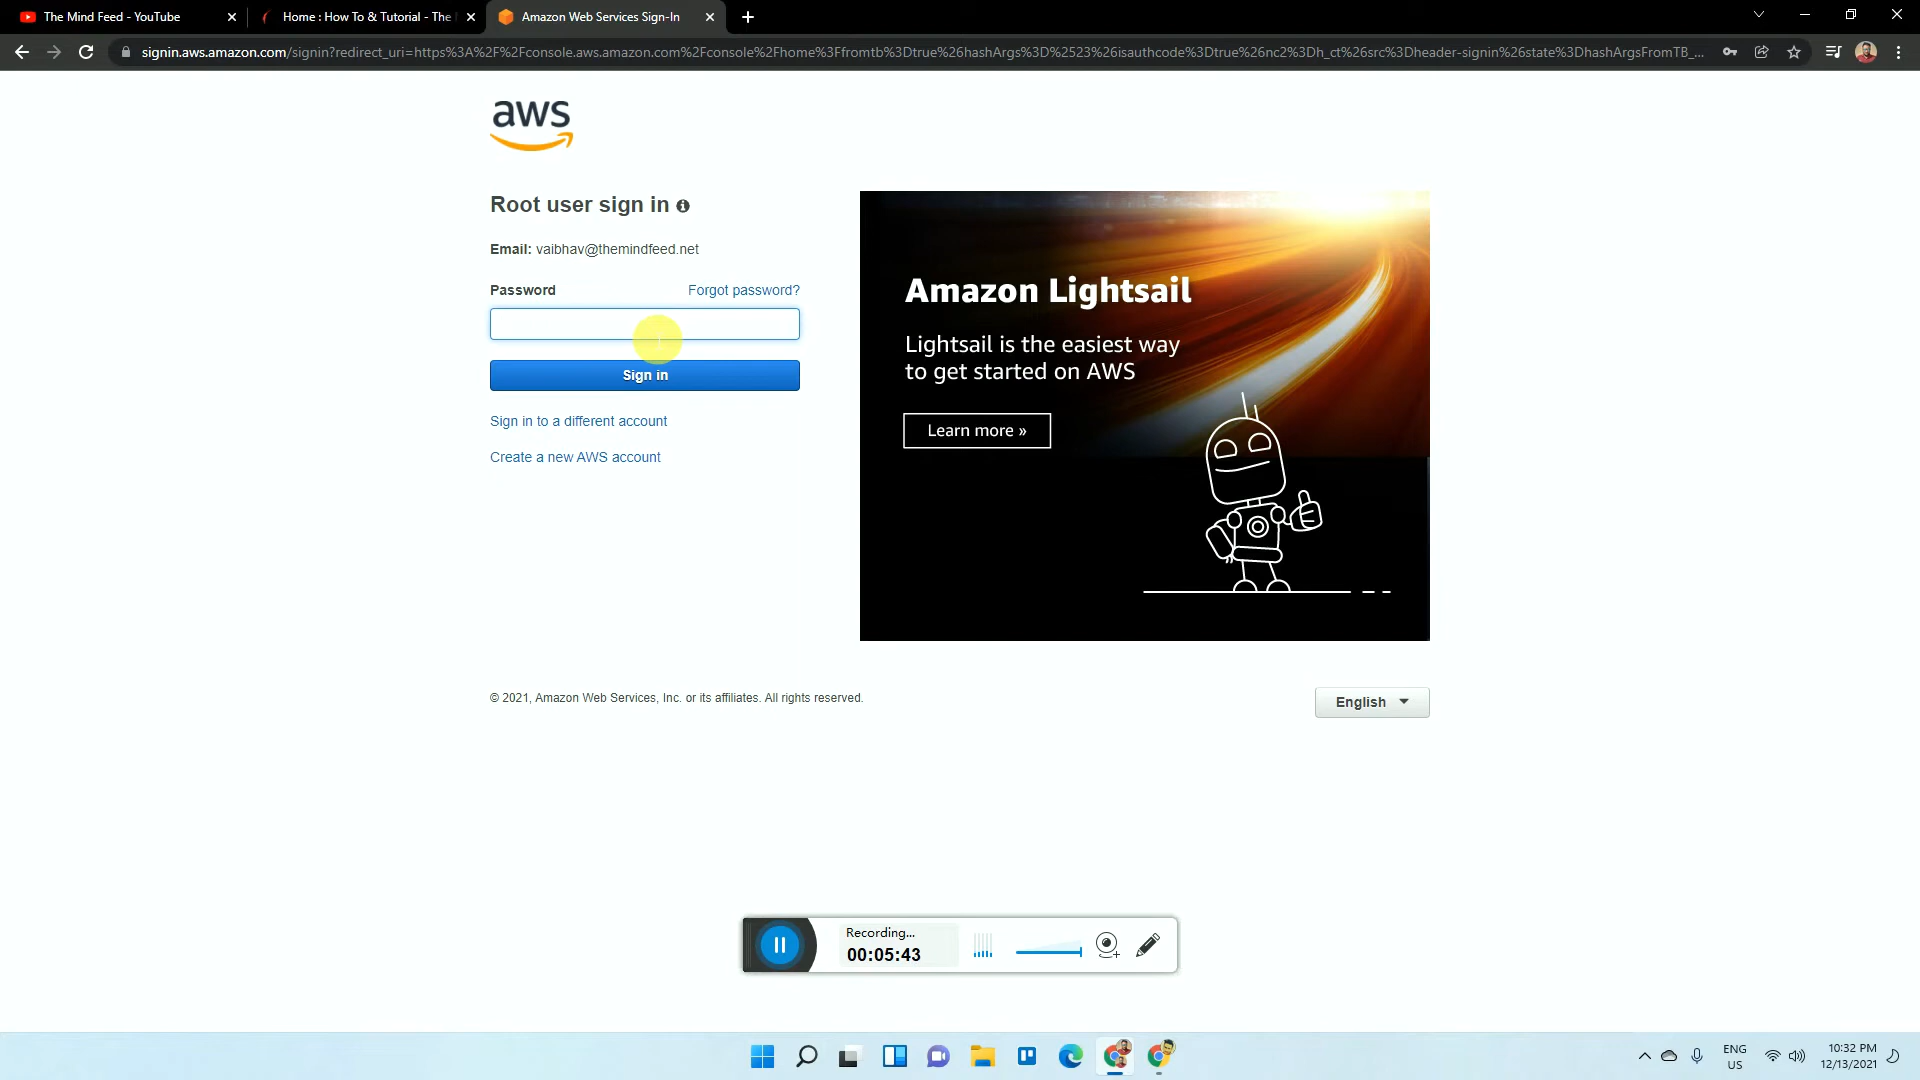 The Mind Feed - YouTube
Home : How To & Tutorial - The
Amazon Web Services Sign-In
signin.aws.amazon.com/signin?redirect_uri=https%3A%2F%2Fconsole.aws.amazon.com%2Fconsole%2Fhome%3Ffromtb%3Dtrue%26hashArgs%3D%2523%26isauthcode%3Dtrue%26nc2%3Dh_ct%26src%3Dheader-signin%26state%3DhashArgsFromTB_...
aws
Root user sign in
Email: vaibhav@themindfeed.net
Password
Forgot password?
Sign in
Sign in to a different account
Create a new AWS account
Amazon Lightsail
Lightsail is the easiest way
to get started on AWS
Learn more »
© 2021, Amazon Web Services, Inc. or its affiliates. All rights reserved.
English
Recording...
00:05:43
ENG
US
10:32 PM
12/13/2021